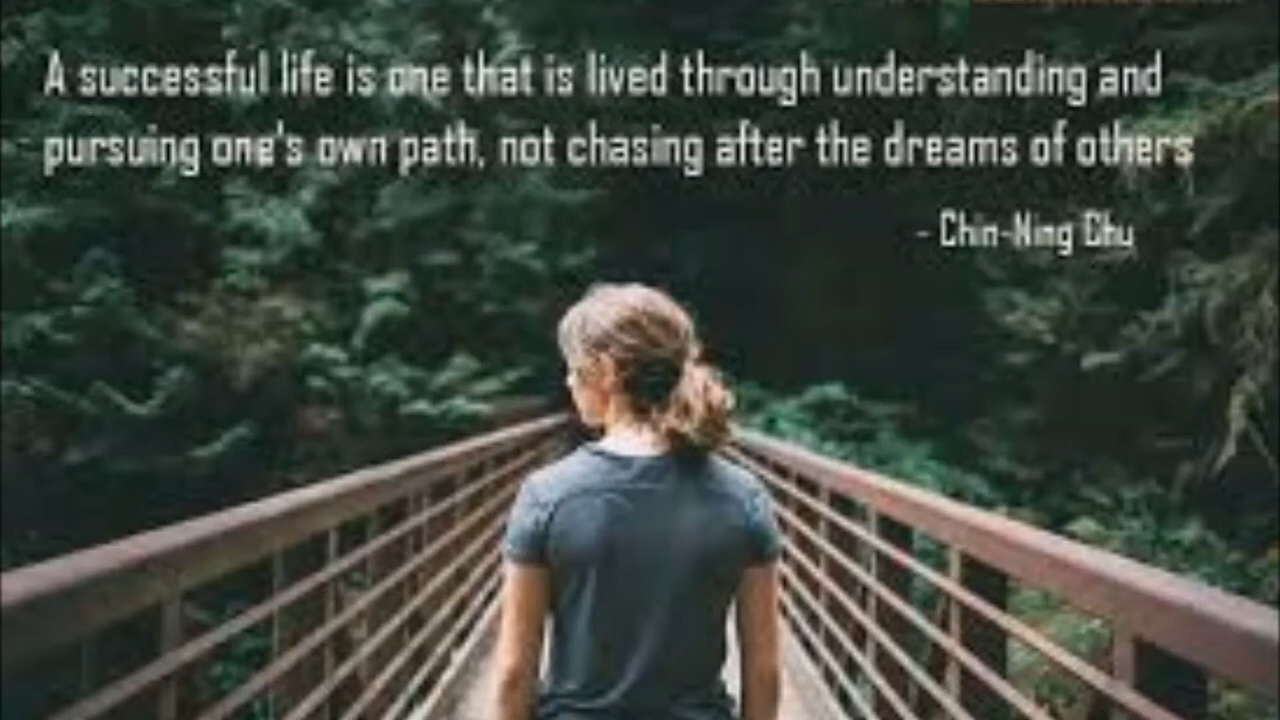 A successful life is one that is lived through understanding and
pursuing one's own path, not chasing after the dreams of others
- Chin-Ning Chu